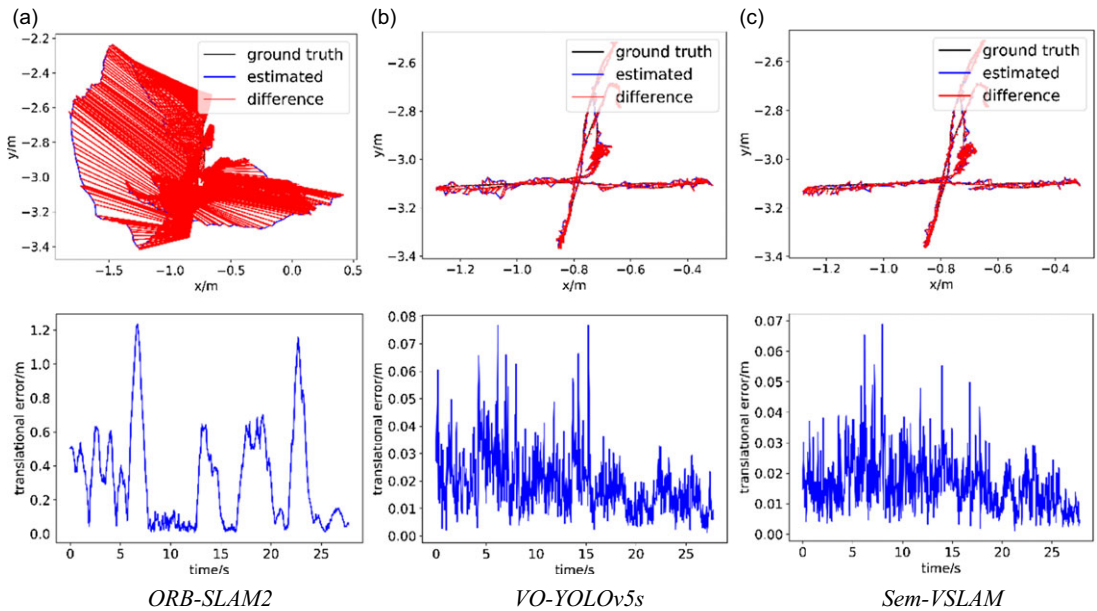 (a)
(b)
(c)
ground truth
estimated
difference
−2.2
−2.4
−2.6
−2.8
−3.0
−3.2
−3.4
y/m
−1.5
−1.0
−0.5
0.0
0.5
x/m
ground truth
estimated
difference
−2.6
−2.8
−3.0
−3.2
−3.4
y/m
−1.2
−1.0
−0.8
−0.6
−0.4
x/m
ground truth
estimated
difference
−2.6
−2.8
−3.0
−3.2
−3.4
y/m
−1.2
−1.0
−0.8
−0.6
−0.4
x/m
1.2
1.0
0.8
0.6
0.4
0.2
0.0
translational error/m
0
5
10
15
20
25
time/s
0.08
0.07
0.06
0.05
0.04
0.03
0.02
0.01
0.00
translational error/m
0
5
10
15
20
25
time/s
0.07
0.06
0.05
0.04
0.03
0.02
0.01
0.00
translational error/m
0
5
10
15
20
25
time/s
ORB-SLAM2
VO-YOLOv5s
Sem-VSLAM